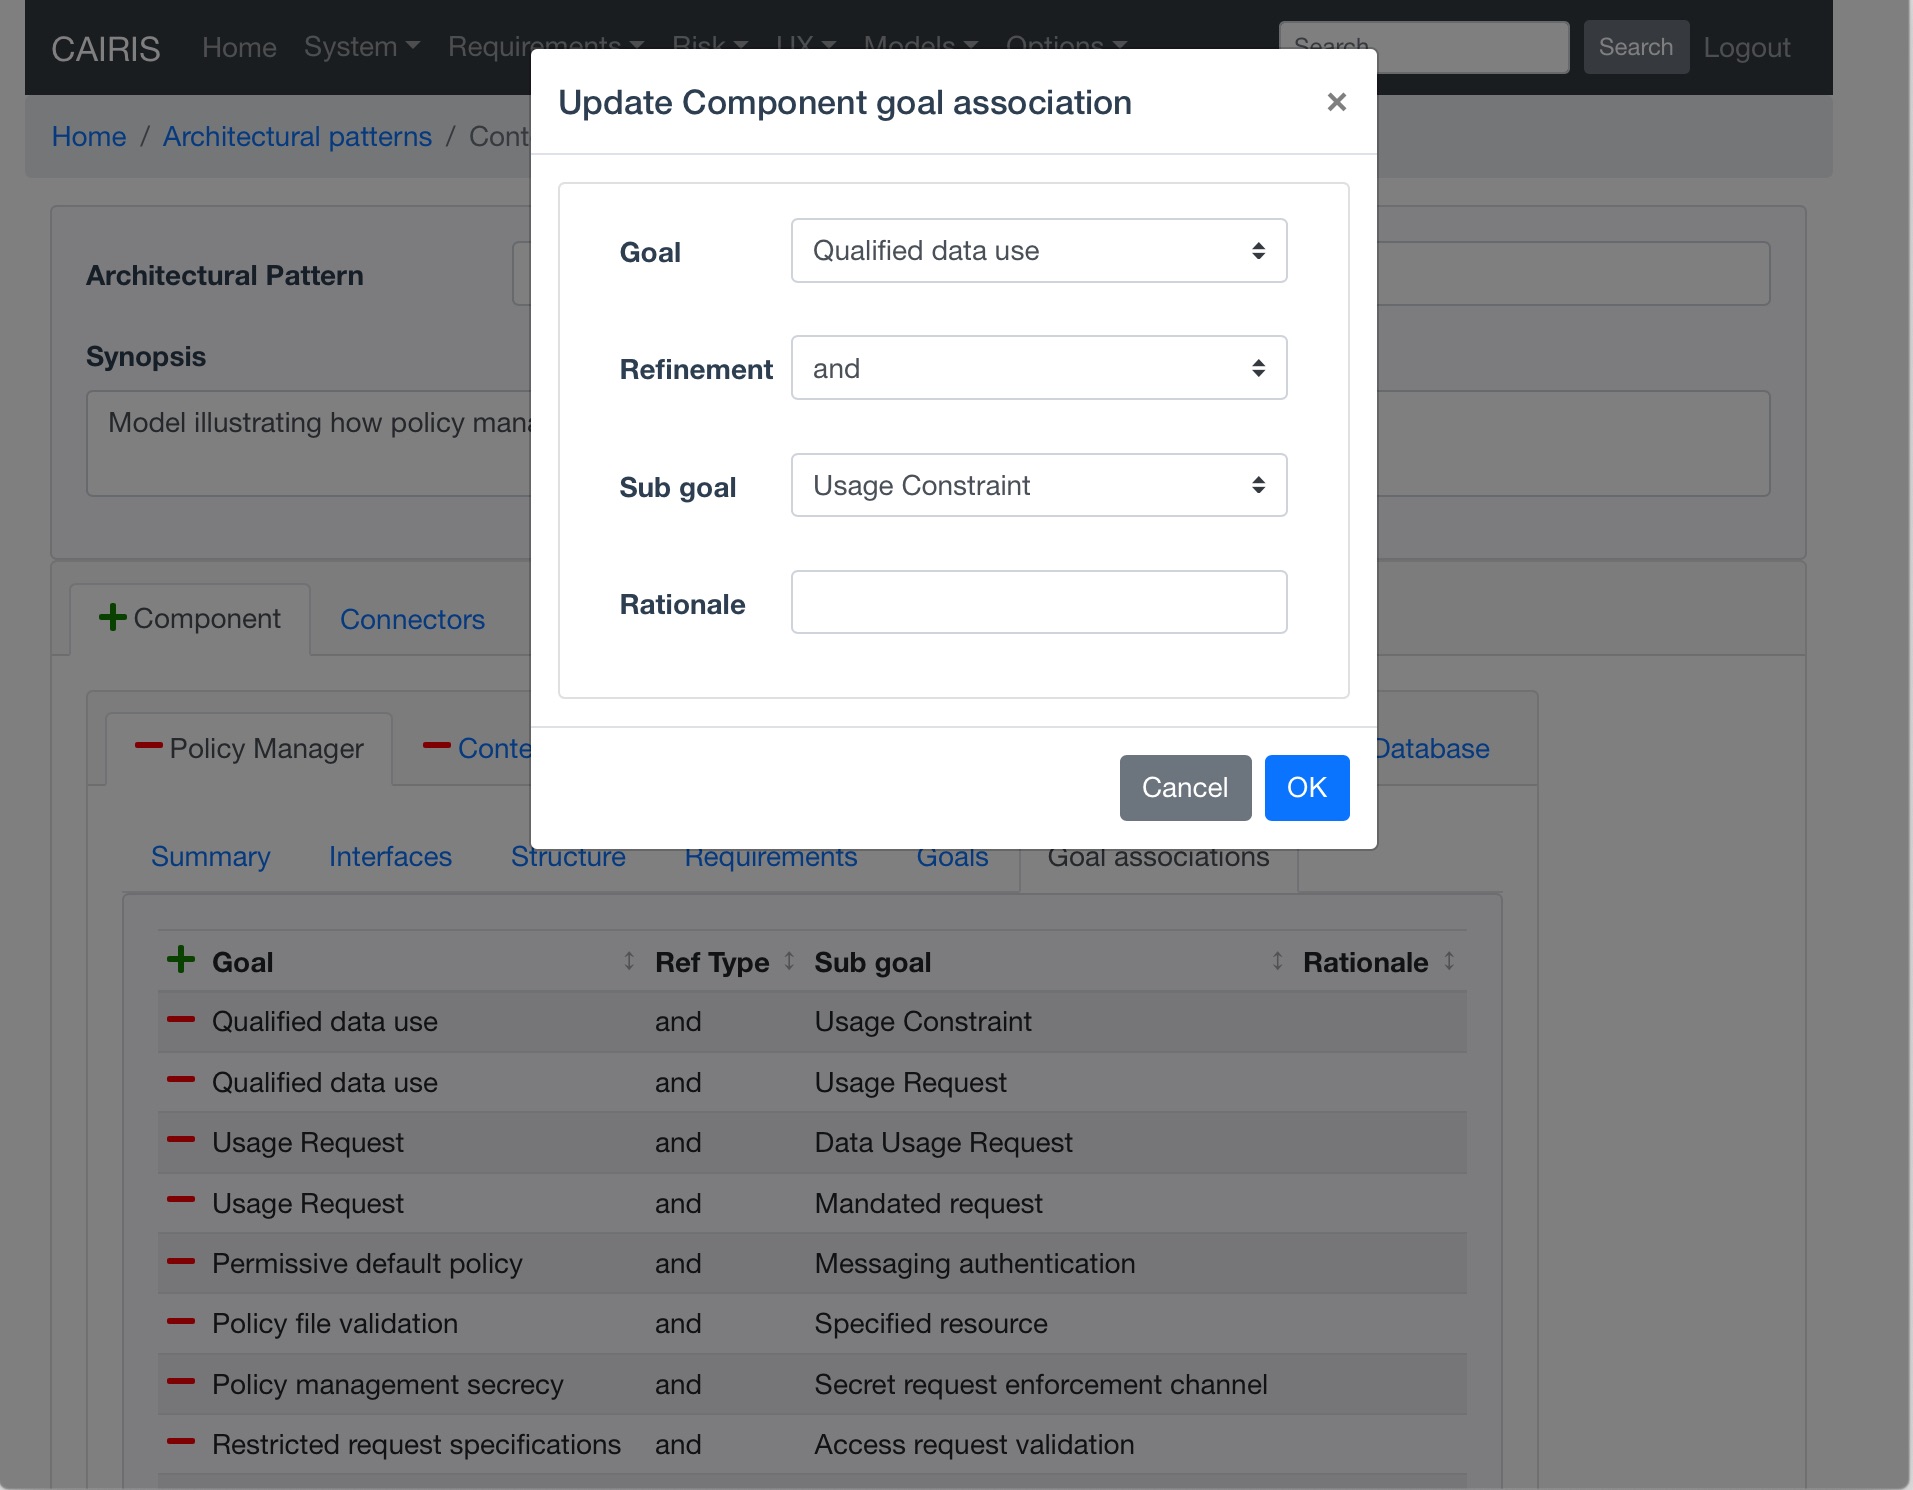 CAIRIS Home System Requirements Risk UX Models Options Search Search Logout
Update Component goal association ×
Home / Architectural patterns / Cont
Goal Qualified data use
Architectural Pattern
Synopsis
Refinement and
Model illustrating how policy mana
Sub goal Usage Constraint
Rationale
Component Connectors
Policy Manager Conte Database
Cancel OK
Summary Interfaces Structure Requirements Goals Goal associations
Goal Ref Type Sub goal Rationale
Qualified data use and Usage Constraint
Qualified data use and Usage Request
Usage Request and Data Usage Request
Usage Request and Mandated request
Permissive default policy and Messaging authentication
Policy file validation and Specified resource
Policy management secrecy and Secret request enforcement channel
Restricted request specifications and Access request validation